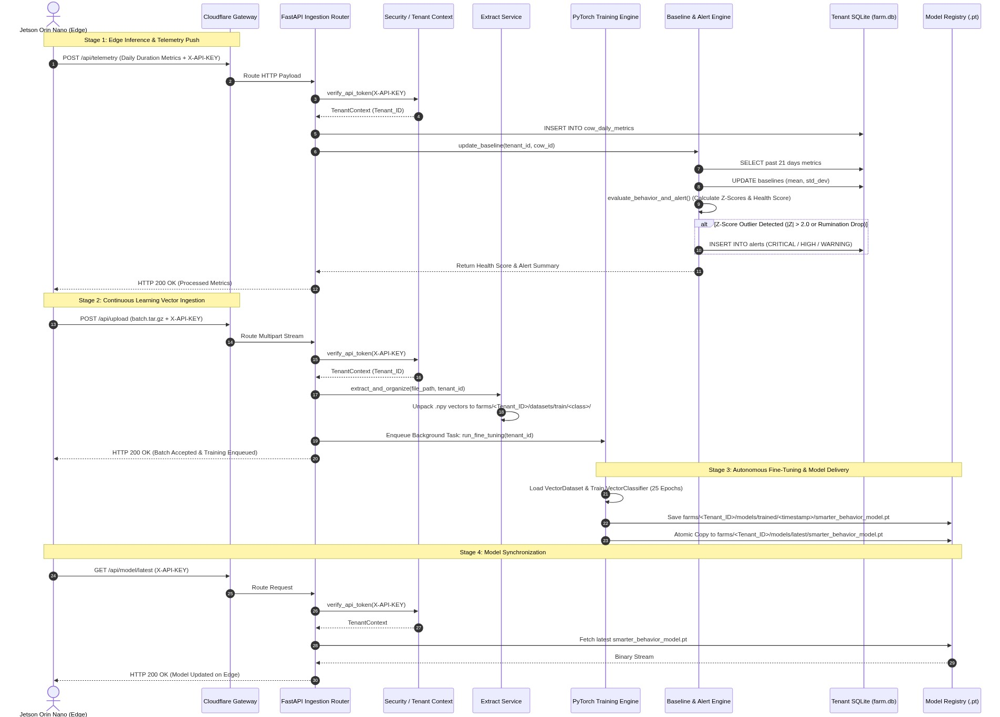 Jetson Orin Nano (Edge)
Cloudflare Gateway
FastAPI Ingestion Router
Security / Tenant Context
Extract Service
PyTorch Training Engine
Baseline & Alert Engine
Tenant SQLite (farm.db)
Model Registry (.pt)
Stage 1: Edge Inference & Telemetry Push
POST /api/telemetry (Daily Duration Metrics + X-API-KEY)
1
Route HTTP Payload
2
verify_api_token(X-API-KEY)
3
TenantContext (Tenant_ID)
4
INSERT INTO cow_daily_metrics
5
update_baseline(tenant_id, cow_id)
6
SELECT past 21 days metrics
7
UPDATE baselines (mean, std_dev)
8
evaluate_behavior_and_alert() (Calculate Z-Scores & Health Score)
9
alt [Z-Score Outlier Detected (|Z| > 2.0 or Rumination Drop)]
INSERT INTO alerts (CRITICAL / HIGH / WARNING)
10
Return Health Score & Alert Summary
11
HTTP 200 OK (Processed Metrics)
12
Stage 2: Continuous Learning Vector Ingestion
POST /api/upload (batch.tar.gz + X-API-KEY)
13
Route Multipart Stream
14
verify_api_token(X-API-KEY)
15
TenantContext (Tenant_ID)
16
extract_and_organize(file_path, tenant_id)
17
Unpack .npy vectors to farms/<Tenant_ID>/datasets/train/<class>/
18
Enqueue Background Task: run_fine_tuning(tenant_id)
19
HTTP 200 OK (Batch Accepted & Training Enqueued)
20
Stage 3: Autonomous Fine-Tuning & Model Delivery
Load VectorDataset & Train VectorClassifier (25 Epochs)
21
Save farms/<Tenant_ID>/models/trained/<timestamp>/smarter_behavior_model.pt
22
Atomic Copy to farms/<Tenant_ID>/models/latest/smarter_behavior_model.pt
23
Stage 4: Model Synchronization
GET /api/model/latest (X-API-KEY)
24
Route Request
25
verify_api_token(X-API-KEY)
26
TenantContext
27
Fetch latest smarter_behavior_model.pt
28
Binary Stream
29
HTTP 200 OK (Model Updated on Edge)
30
Jetson Orin Nano (Edge)
Cloudflare Gateway
FastAPI Ingestion Router
Security / Tenant Context
Extract Service
PyTorch Training Engine
Baseline & Alert Engine
Tenant SQLite (farm.db)
Model Registry (.pt)